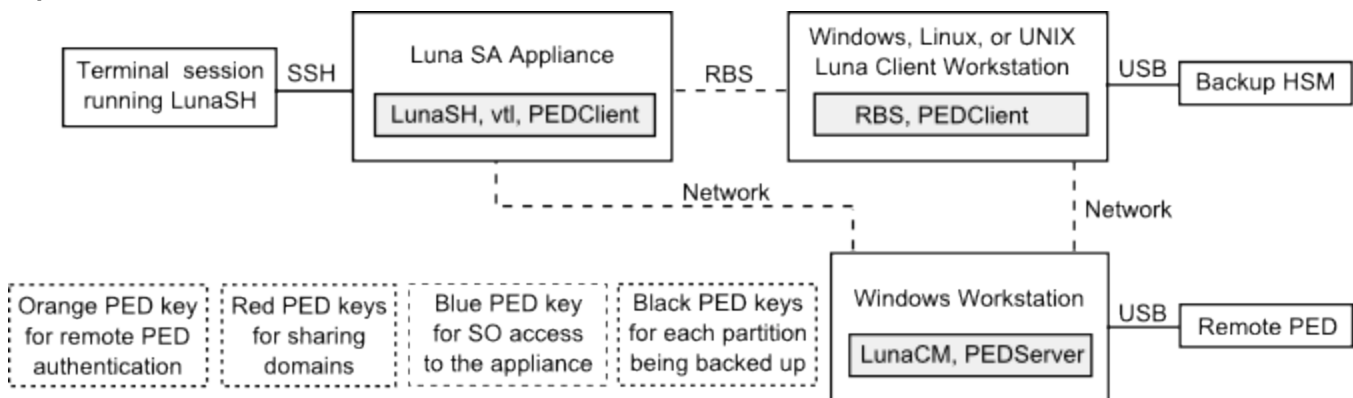 Terminal session
running LunaSH
SSH
Luna SA Appliance
LunaSH, vtl, PEDClient
RBS
Windows, Linux, or UNIX
Luna Client Workstation
RBS, PEDClient
USB
Backup HSM
Network
Network
Orange PED key
for remote PED
authentication
Red PED keys
for sharing
domains
Blue PED key
for SO access
to the appliance
Black PED keys
for each partition
being backed up
Windows Workstation
LunaCM, PEDServer
USB
Remote PED